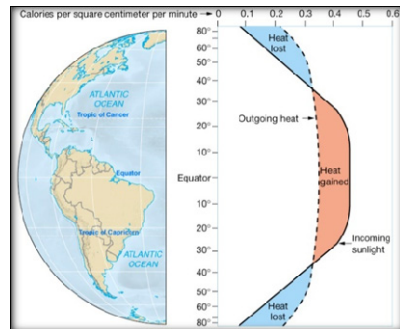 Calories per square centimeter per minute → 0 0.1 0.2 0.3 0.4 0.5 0.6
80°
60°
50°
40°
30°
20°
10°
Equator
10°
20°
30°
40°
50°
60°
80°
Heat
lost
Outgoing heat
Heat
gained
Incoming
sunlight
Heat
lost
ATLANTIC
OCEAN
Tropic of Cancer
Equator
Tropic of Capricorn
ATLANTIC
OCEAN